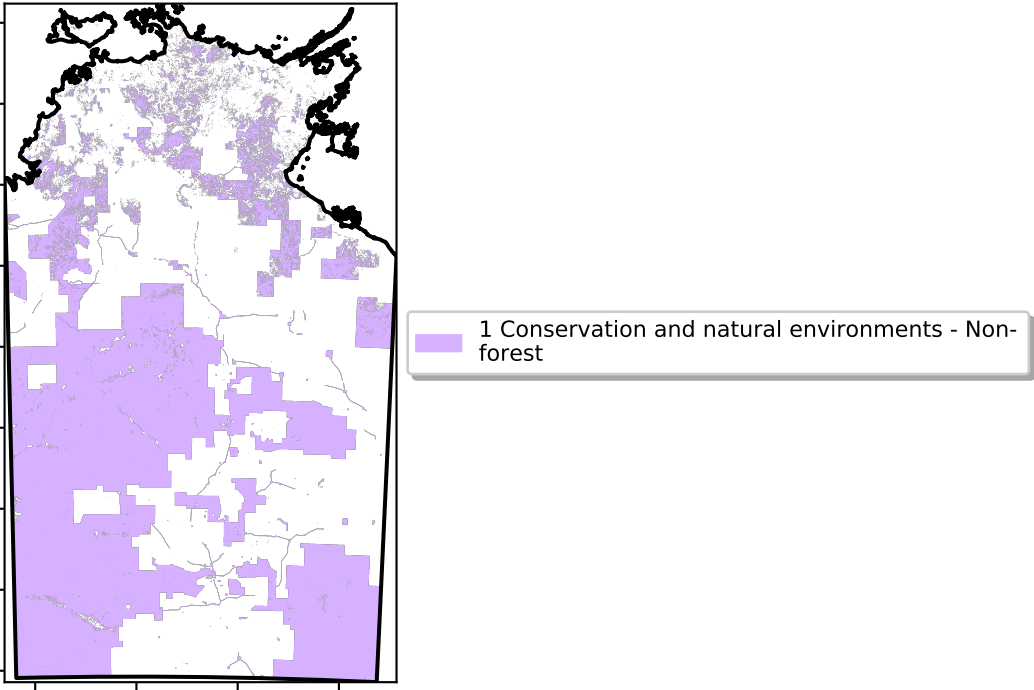 1 Conservation and natural environments - Non-
forest